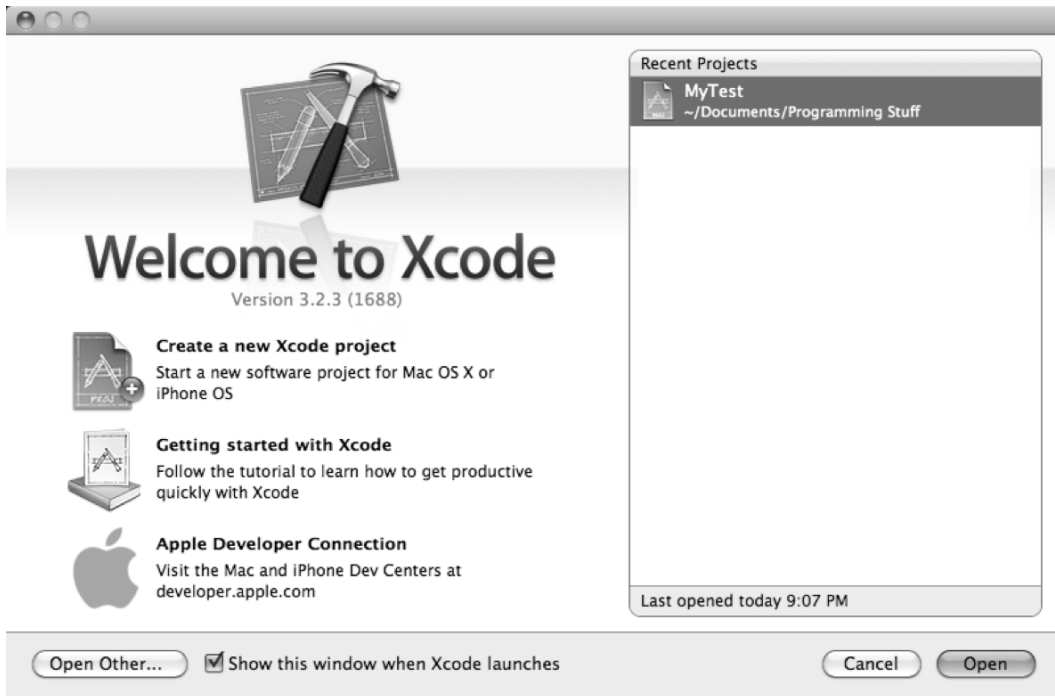 Welcome to Xcode
Version 3.2.3 (1688)
Create a new Xcode project
Start a new software project for Mac OS X or
iPhone OS
Getting started with Xcode
Follow the tutorial to learn how to get productive
quickly with Xcode
Apple Developer Connection
Visit the Mac and iPhone Dev Centers at
developer.apple.com
Recent Projects
MyTest
~/Documents/Programming Stuff
PROJ
PROJ
Last opened today 9:07 PM
Open Other...
Show this window when Xcode launches
Cancel
Open